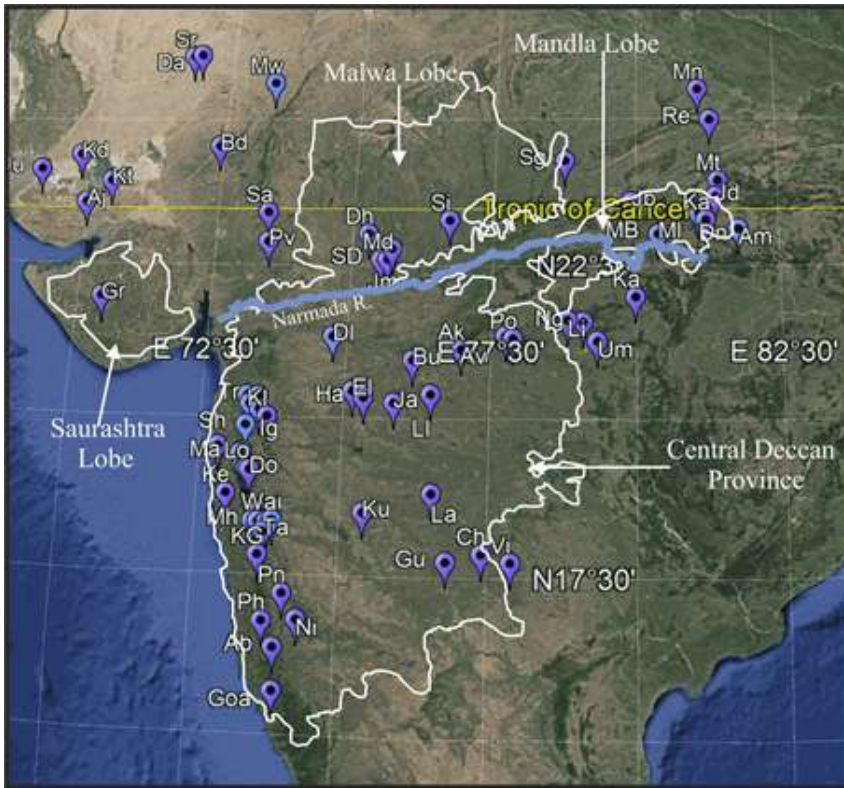 Sr
Da
Mw
Malwa Lobe
Mandla Lobe
Mn
Re
Bd
Kd
Kt
Sg
Mt
Jd
Sa
Dh
Si
Tropic of Cancer
Jb
Ka
Dn
Am
Pv
SD
Md
MB
Ml
N22°3
Ka
Gr
Narmada R.
Dl
Ak
Po
Ng
Ll
Um
E 72°30'
E 77°30'
E 82°30'
Bu
Av
Ha
El
Ja
Ll
Kl
Ig
Sh
Saurashtra
Lobe
Ma
Lo
Do
Ke
Central Deccan
Province
Wai
Mh
Ta
KG
Ku
La
Gu
Ch
Vi
N17°30'
Pn
Ph
Ni
Ab
Goa